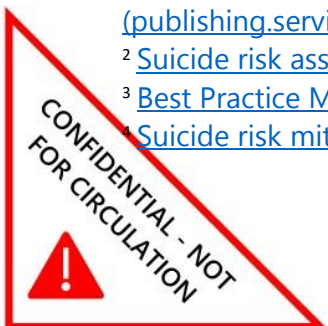 (publishing.servi
² Suicide risk ass
³ Best Practice M
⁴ Suicide risk mit
CONFIDENTIAL - NOT
FOR CIRCULATION